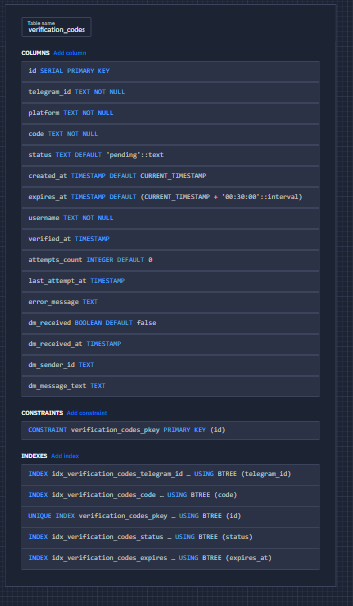 Table name
verification_codes
COLUMNS Add column
id SERIAL PRIMARY KEY
telegram_id TEXT NOT NULL
platform TEXT NOT NULL
code TEXT NOT NULL
status TEXT DEFAULT 'pending'::text
created_at TIMESTAMP DEFAULT CURRENT_TIMESTAMP
expires_at TIMESTAMP DEFAULT (CURRENT_TIMESTAMP + '00:30:00'::interval)
username TEXT NOT NULL
verified_at TIMESTAMP
attempts_count INTEGER DEFAULT 0
last_attempt_at TIMESTAMP
error_message TEXT
dm_received BOOLEAN DEFAULT false
dm_received_at TIMESTAMP
dm_sender_id TEXT
dm_message_text TEXT
CONSTRAINTS Add constraint
CONSTRAINT verification_codes_pkey PRIMARY KEY (id)
INDEXES Add index
INDEX idx_verification_codes_telegram_id … USING BTREE (telegram_id)
INDEX idx_verification_codes_code … USING BTREE (code)
UNIQUE INDEX verification_codes_pkey … USING BTREE (id)
INDEX idx_verification_codes_status … USING BTREE (status)
INDEX idx_verification_codes_expires … USING BTREE (expires_at)